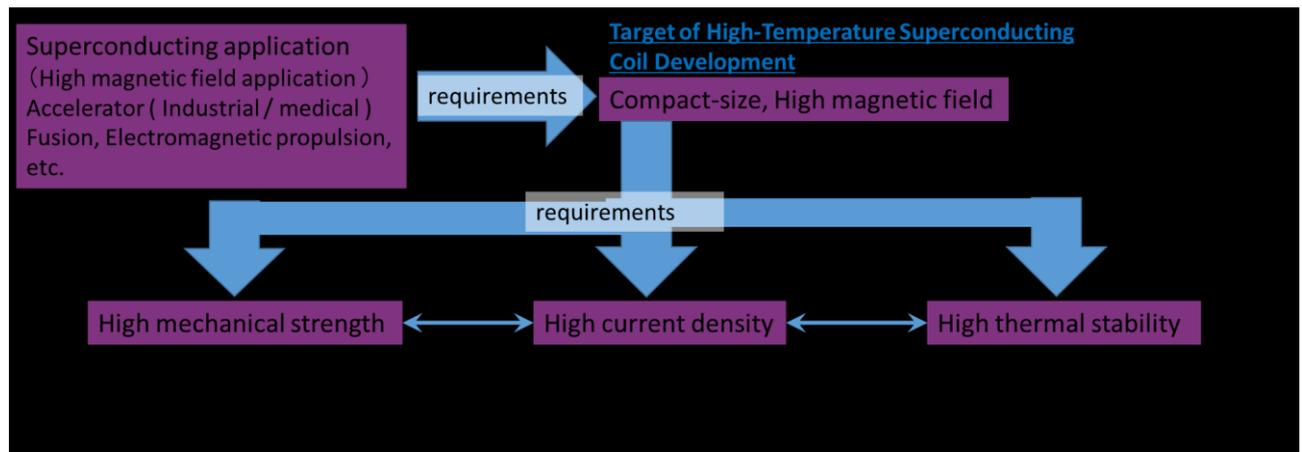 Superconducting application
（High magnetic field application ）
Accelerator ( Industrial / medical )
Fusion, Electromagnetic propulsion,
etc.
requirements
Target of High-Temperature Superconducting
Coil Development
Compact-size, High magnetic field
requirements
High mechanical strength
High current density
High thermal stability